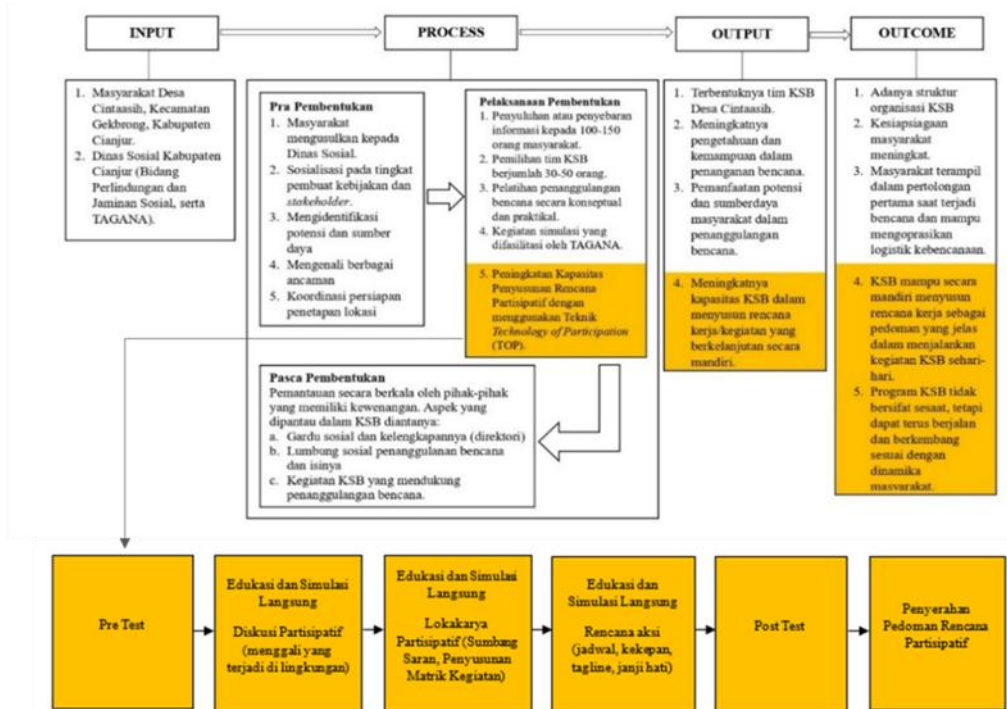 INPUT
PROCESS
OUTPUT
OUTCOME
1. Masyarakat Desa
Cintaasih, Kecamatan
Gekbrong, Kabupaten
Cianjur.
2. Dinas Sosial Kabupaten
Cianjur (Bidang
Perlindungan dan
Jaminan Sosial, serta
TAGANA).
Pra Pembentukan
1. Masyarakat
mengusulkan kepada
Dinas Sosial.
2. Sosialisasi pada tingkat
pembuat kebijakan dan
stakeholder.
3. Mengidentifikasi
potensi dan sumber
daya
4. Mengenali berbagai
ancaman
5. Koordinasi persiapan
penetapan lokasi
Pelaksanaan Pembentukan
1. Penyuluhan atau penyebaran
informasi kepada 100-150
orang masyarakat.
2. Pemilihan tim KSB
berjumlah 30-50 orang.
3. Pelatihan penanggulangan
bencana secara konseptual
dan praktikal.
4. Kegiatan simulasi yang
difasilitasi oleh TAGANA.
5. Peningkatan Kapasitas
Penyusunan Rencana
Partisipatif dengan
menggunakan Teknik
Technology of Participation
(TOP).
Pasca Pembentukan
Pemantauan secara berkala oleh pihak-pihak
yang memiliki kewenangan. Aspek yang
dipantau dalam KSB diantanya:
a. Gardu sosial dan kelengkapannya (direktori)
b. Lumbung sosial penanggulanan bencana
dan isinya
c. Kegiatan KSB yang mendukung
penanggulangan bencana.
1. Terbentuknya tim KSB
Desa Cintaasih.
2. Meningkatnya
pengetahuan dan
kemampuan dalam
penanganan bencana.
3. Pemanfaatan potensi
dan sumberdaya
masyarakat dalam
penanggulangan
bencana.
4. Meningkatnya
kapasitas KSB dalam
menyusun rencana
kerja/kegiatan yang
berkelanjutan secara
mandiri.
1. Adanya struktur
organisasi KSB
2. Kesiapsiagaan
masyarakat meningkat.
3. Masyarakat terampil
dalam pertolongan
pertama saat terjadi
bencana dan mampu
mengoprasikan
logistik kebencanaan.
4. KSB mampu secara
mandiri menyusun
rencana kerja sebagai
pedoman yang jelas
dalam menjalankan
kegiatan KSB sehari-
hari.
5. Program KSB tidak
bersifat sesaat, tetapi
dapat terus berjalan
dan berkembang
sesuai dengan
dinamika
masyarakat.
Pre Test
Edukasi dan Simulasi
Langsung
Diskusi Partisipatif
(menggali yang
terjadi di lingkungan)
Edukasi dan Simulasi
Langsung
Lokakarya
Partisipatif (Sumbang
Saran, Penyusunan
Matrik Kegiatan)
Edukasi dan
Simulasi Langsung
Rencana aksi
(jadwal, kekepan,
tagline, janji hati)
Post Test
Penyerahan
Pedoman Rencana
Partisipatif